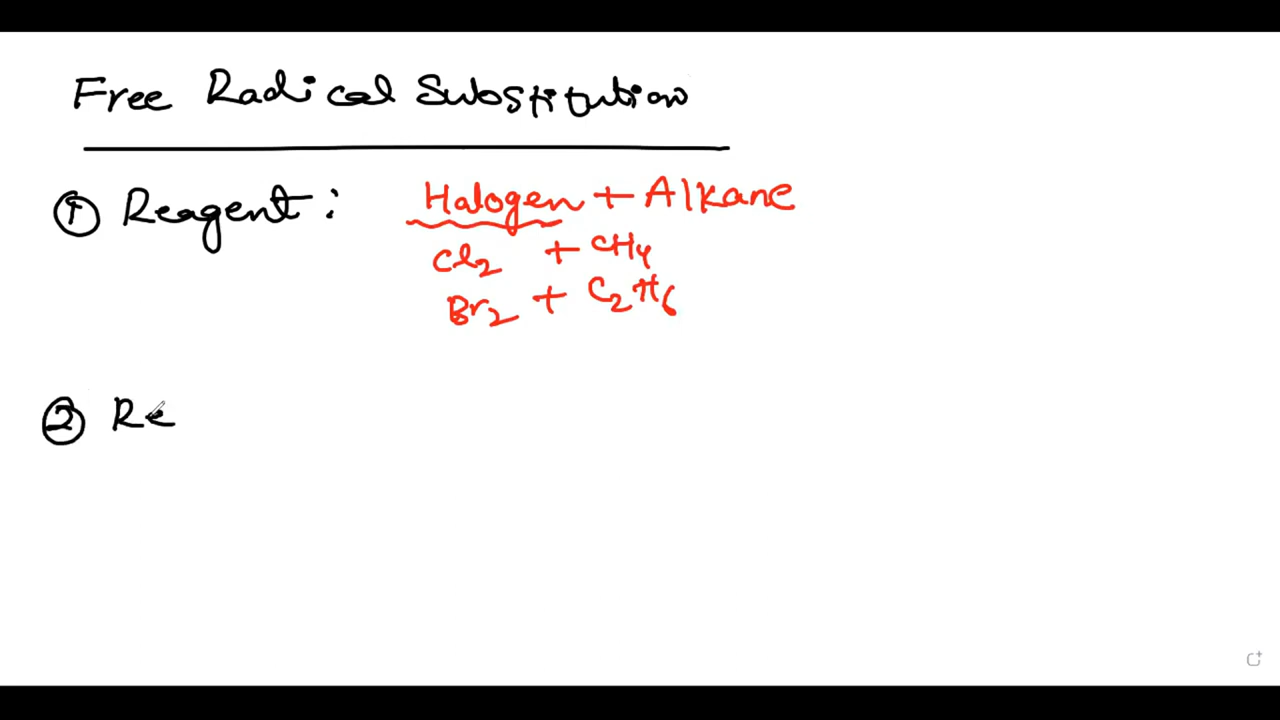 Free Radical Substitution
① Reagent : Halogen + Alkane
Cl2 + CH4
Br2 + C2H6
② Re